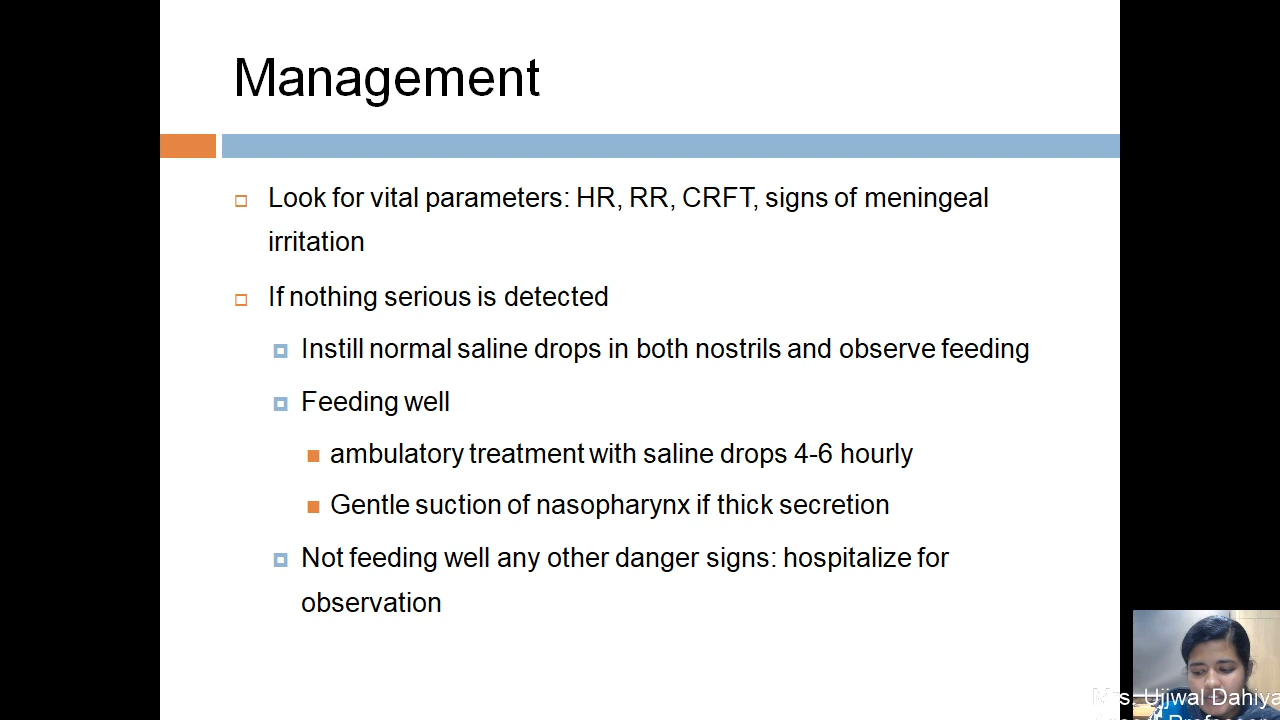 Management
Look for vital parameters: HR, RR, CRFT, signs of meningeal
irritation
If nothing serious is detected
Instill normal saline drops in both nostrils and observe feeding
Feeding well
ambulatory treatment with saline drops 4-6 hourly
Gentle suction of nasopharynx if thick secretion
Not feeding well any other danger signs: hospitalize for
observation
Mrs. Ujjwal Dahiya